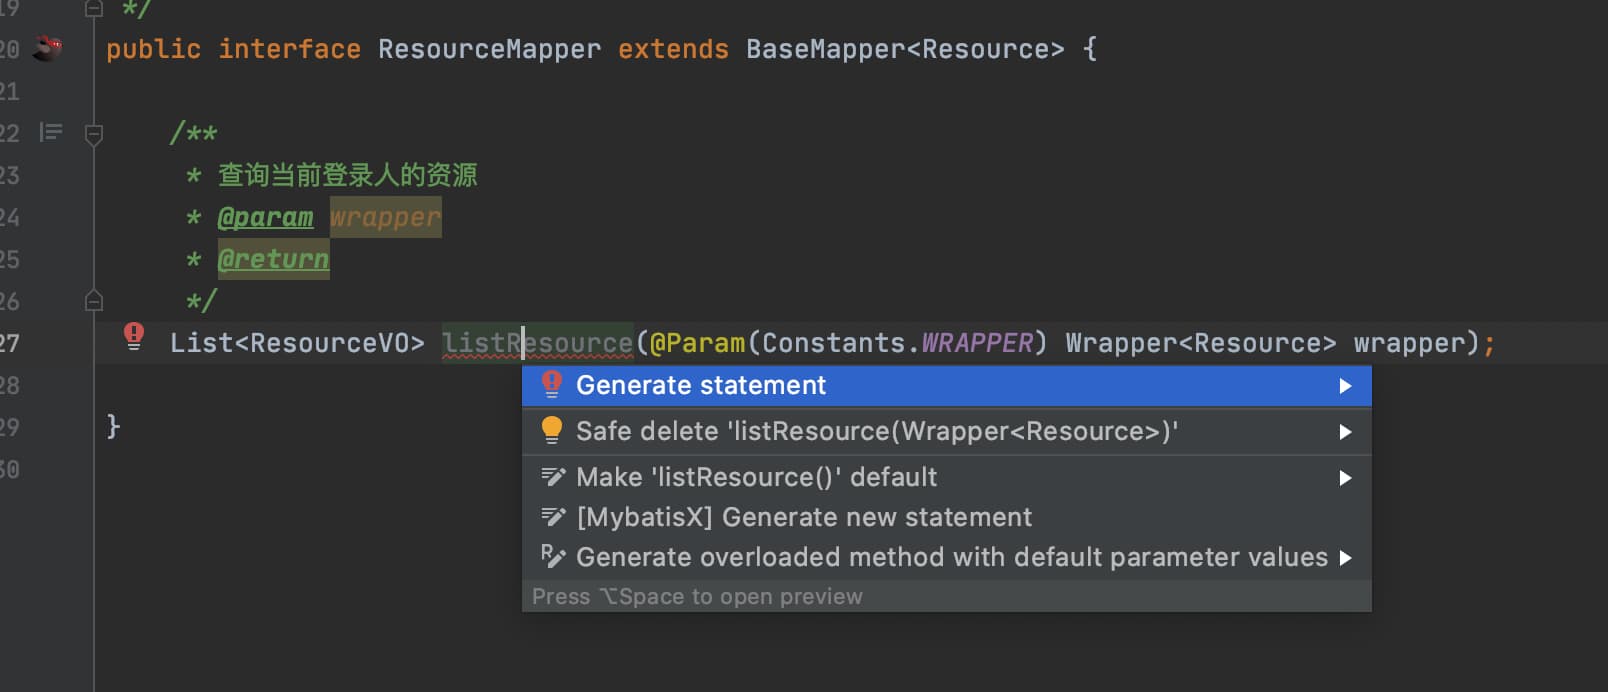 19 */
20 public interface ResourceMapper extends BaseMapper<Resource> {
21
22 /**
23 * 查询当前登录人的资源
24 * @param wrapper
25 * @return
26 */
27 List<ResourceVO> listResource(@Param(Constants.WRAPPER) Wrapper<Resource> wrapper);
28
Generate statement
Safe delete 'listResource(Wrapper<Resource>)'
29 }
30
Make 'listResource()' default
[MybatisX] Generate new statement
Generate overloaded method with default parameter values
Press ⌥Space to open preview